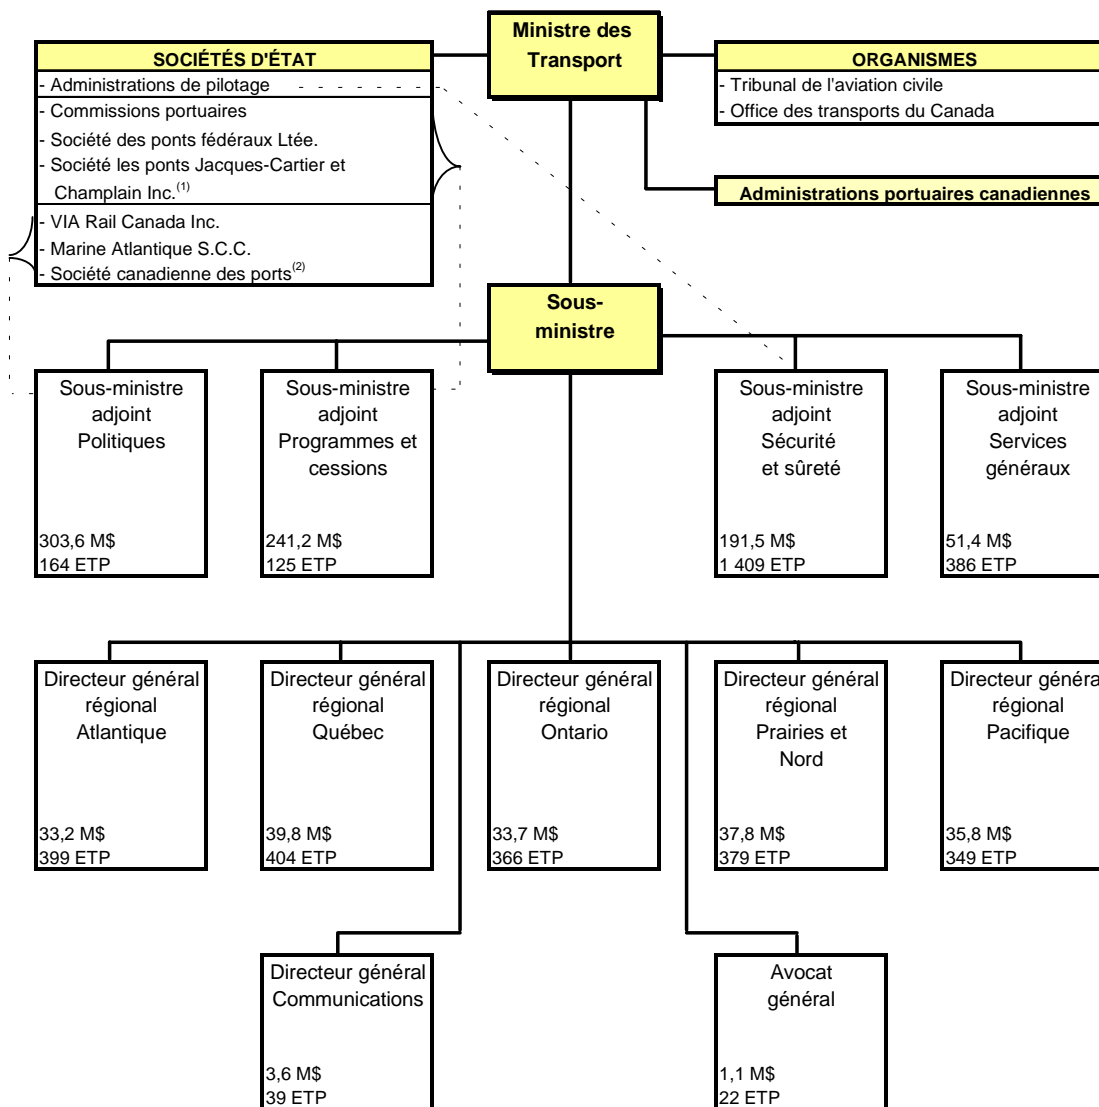 Ministre des
Transport
SOCIÉTÉS D'ÉTAT
- Administrations de pilotage
- Commissions portuaires
- Société des ponts fédéraux Ltée.
- Société les ponts Jacques-Cartier et
Champlain Inc.(1)
- VIA Rail Canada Inc.
- Marine Atlantique S.C.C.
- Société canadienne des ports(2)
ORGANISMES
- Tribunal de l'aviation civile
- Office des transports du Canada
Administrations portuaires canadiennes
Sous-
ministre
Sous-ministre
adjoint
Politiques
303,6 M$
164 ETP
Sous-ministre
adjoint
Programmes et
cessions
241,2 M$
125 ETP
Sous-ministre
adjoint
Sécurité
et sûreté
191,5 M$
1 409 ETP
Sous-ministre
adjoint
Services
généraux
51,4 M$
386 ETP
Directeur général
régional
Atlantique
33,2 M$
399 ETP
Directeur général
régional
Québec
39,8 M$
404 ETP
Directeur général
régional
Ontario
33,7 M$
366 ETP
Directeur général
régional
Prairies et
Nord
37,8 M$
379 ETP
Directeur général
régional
Pacifique
35,8 M$
349 ETP
Directeur général
Communications
3,6 M$
39 ETP
Avocat
général
1,1 M$
22 ETP